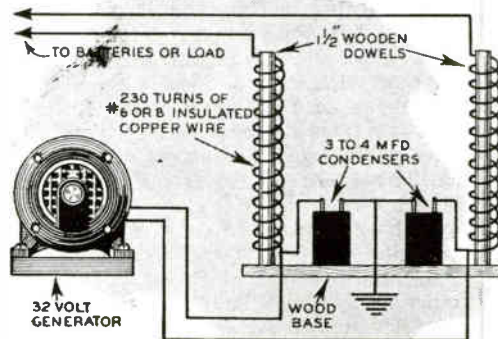 TO BATTERIES OR LOAD
1½" WOODEN
DOWELS
#230 TURNS OF
6 OR 8 INSULATED
COPPER WIRE
3 TO 4 MFD
CONDENSERS
32 VOLT
GENERATOR
WOOD
BASE